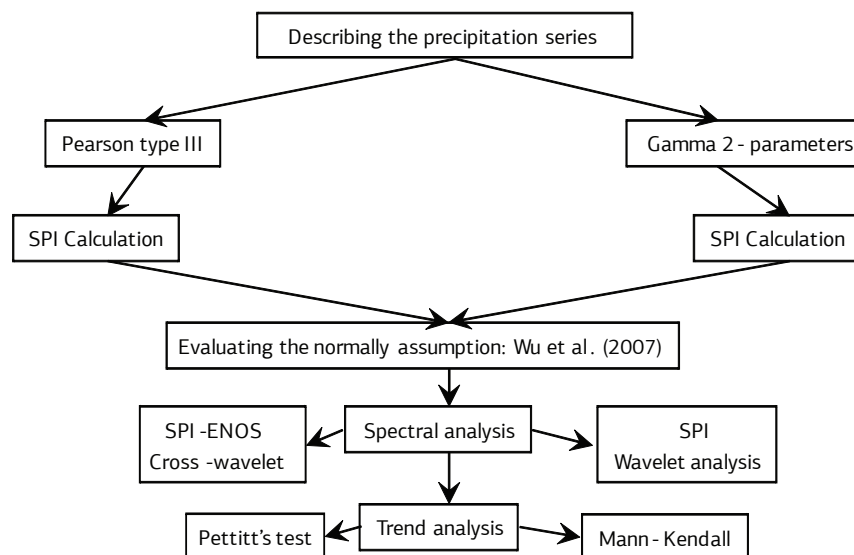 Describing the precipitation series
Pearson type III
Gamma 2 - parameters
SPI Calculation
SPI Calculation
Evaluating the normally assumption: Wu et al. (2007)
SPI -ENOS
Cross -wavelet
Spectral analysis
SPI
Wavelet analysis
Pettitt's test
Trend analysis
Mann - Kendall